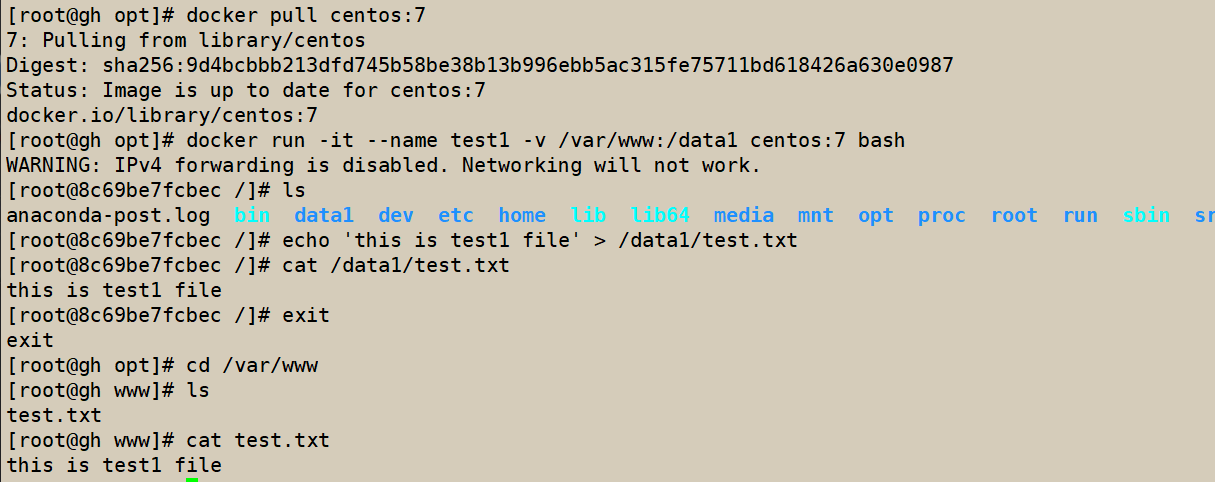 [root@gh opt]# docker pull centos:7
7: Pulling from library/centos
Digest: sha256:9d4bcbbb213dfd745b58be38b13b996ebb5ac315fe75711bd618426a630e0987
Status: Image is up to date for centos:7
docker.io/library/centos:7
[root@gh opt]# docker run -it --name test1 -v /var/www:/data1 centos:7 bash
WARNING: IPv4 forwarding is disabled. Networking will not work.
[root@8c69be7fcbec /]# ls
anaconda-post.log  bin  data1  dev  etc  home  lib  lib64  media  mnt  opt  proc  root  run  sbin  sr
[root@8c69be7fcbec /]# echo 'this is test1 file' > /data1/test.txt
[root@8c69be7fcbec /]# cat /data1/test.txt
this is test1 file
[root@8c69be7fcbec /]# exit
exit
[root@gh opt]# cd /var/www
[root@gh www]# ls
test.txt
[root@gh www]# cat test.txt
this is test1 file